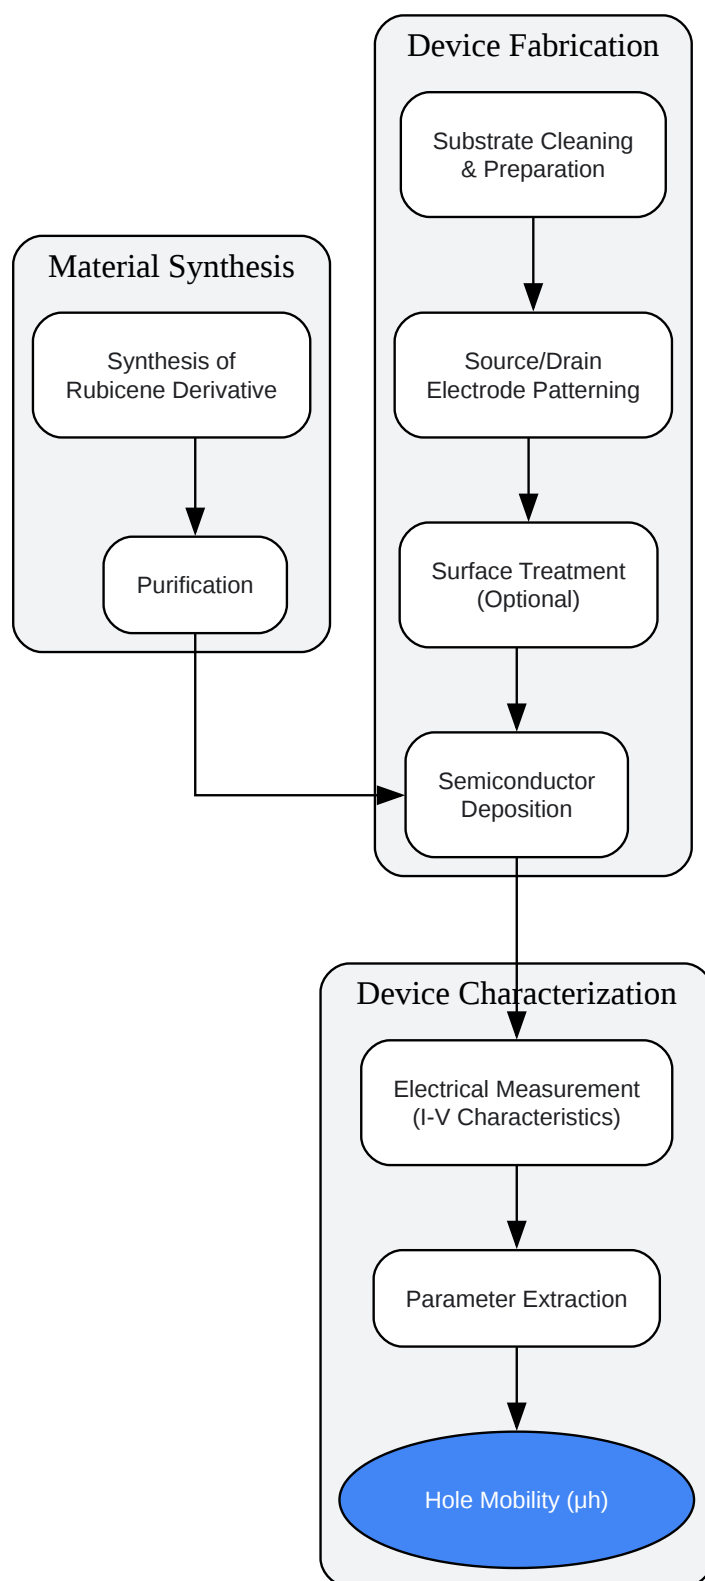 Device Fabrication
Substrate Cleaning
& Preparation
Material Synthesis
Synthesis of
Rubicene Derivative
Source/Drain
Electrode Patterning
Purification
Surface Treatment
(Optional)
Semiconductor
Deposition
Device Characterization
Electrical Measurement
(I-V Characteristics)
Parameter Extraction
Hole Mobility (μh)